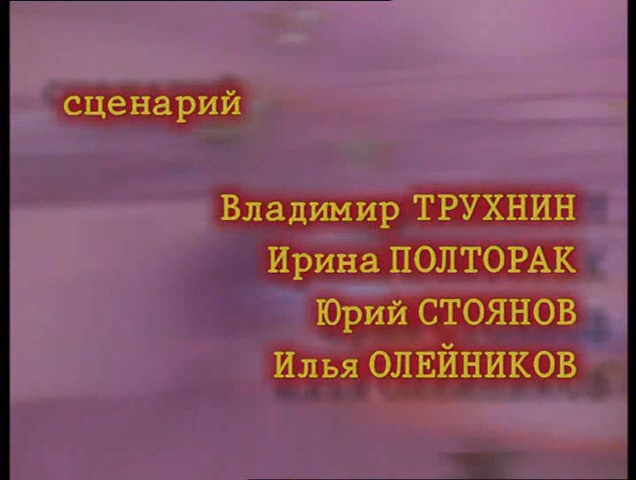 сценарий
Владимир ТРУХНИН
Ирина ПОЛТОРАК
Юрий СТОЯНОВ
Илья ОЛЕЙНИКОВ